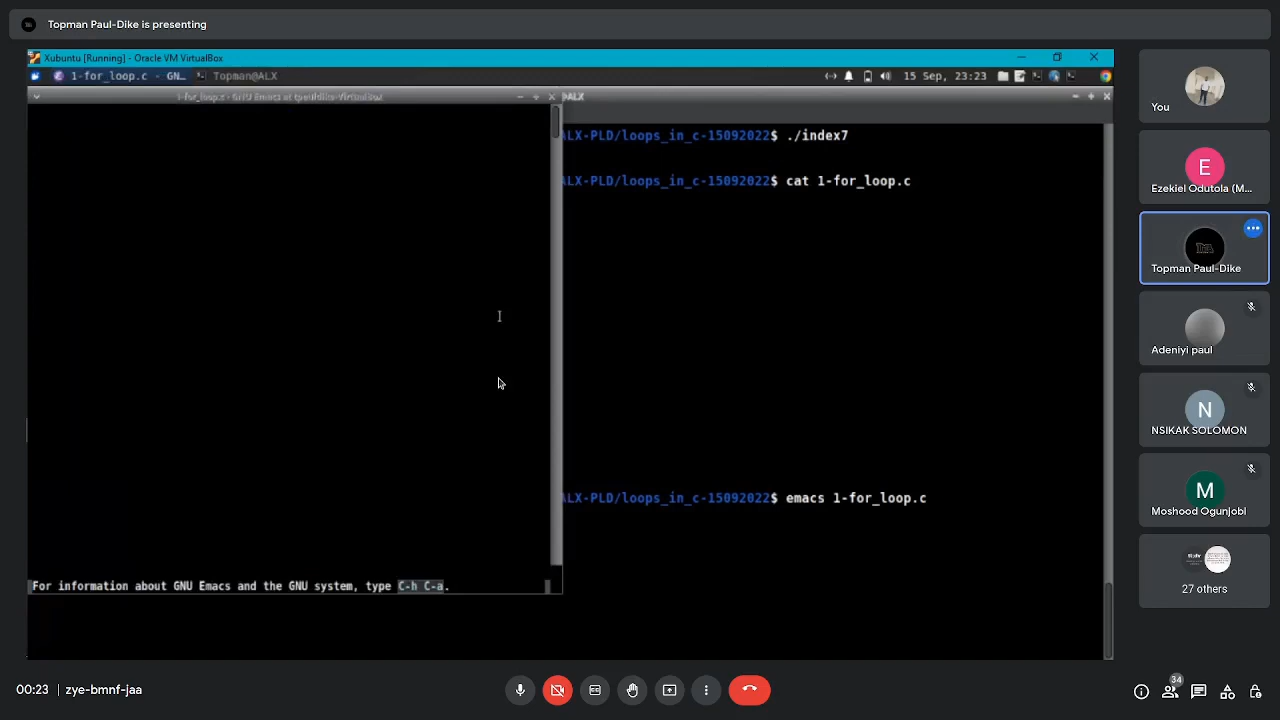 Topman Paul-Dike is presenting
Xubuntu [Running] - Oracle VM VirtualBox
1-for_loop.c - GN... Topman@ALX
15 Sep, 23:23
@ALX
ALX-PLD/loops_in_c-15092022$ ./index7
ALX-PLD/loops_in_c-15092022$ cat 1-for_loop.c
ALX-PLD/loops_in_c-15092022$ emacs 1-for_loop.c
For information about GNU Emacs and the GNU system, type C-h C-a.
You
E
Ezekiel Odutola (M...
Topman Paul-Dike
Adeniyi paul
N
NSIKAK SOLOMON
M
Moshood Ogunjobi
27 others
00:23 | zye-bmnf-jaa
34